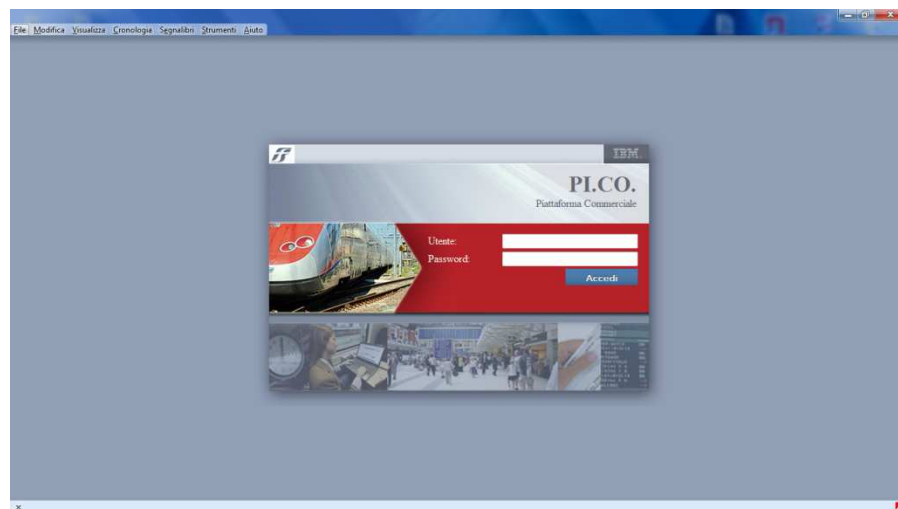 File Modifica Visualizza Cronologia Segnalibri Strumenti Aiuto
IBM
PI.CO.
Piattaforma Commerciale
Utente:
Password:
Accedi